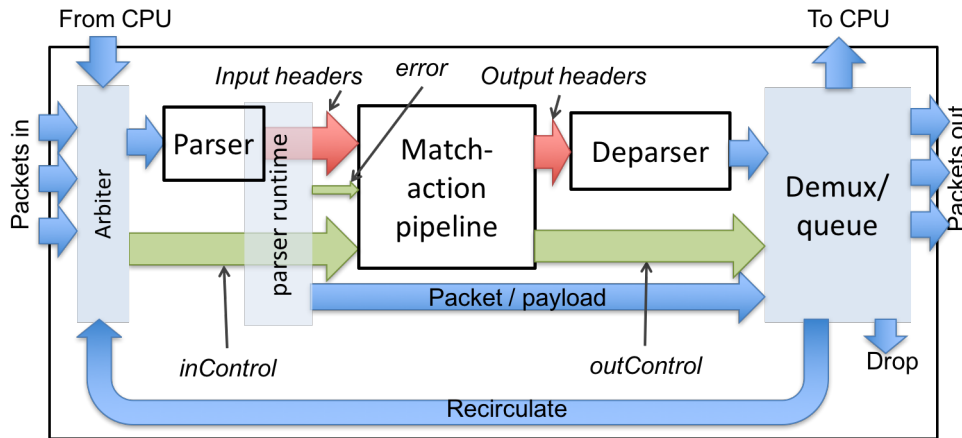 From CPU
To CPU
Input headers
error
Output headers
Packets in
Arbiter
Parser
parser runtime
Match-
action
pipeline
Deparser
Demux/
queue
Packets out
Packet / payload
inControl
outControl
Drop
Recirculate